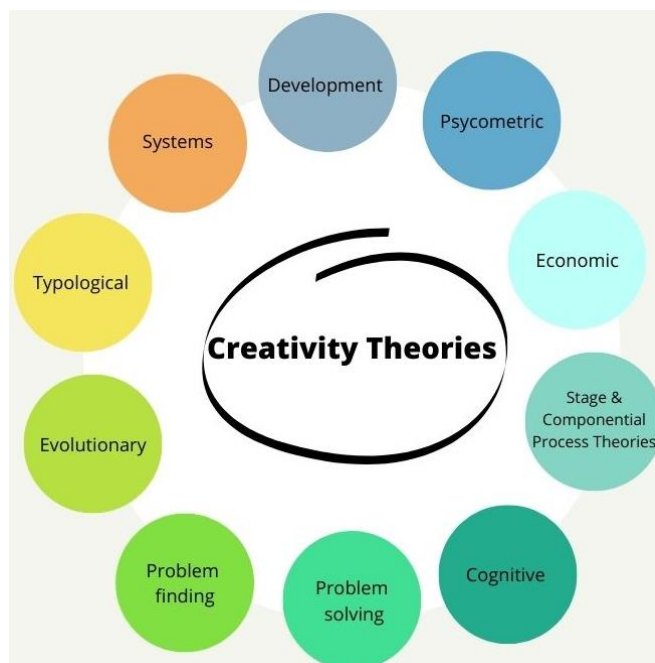 Development
Psycometric
Systems
Economic
Typological
Creativity Theories
Stage &
Componential
Process Theories
Evolutionary
Cognitive
Problem
finding
Problem
solving